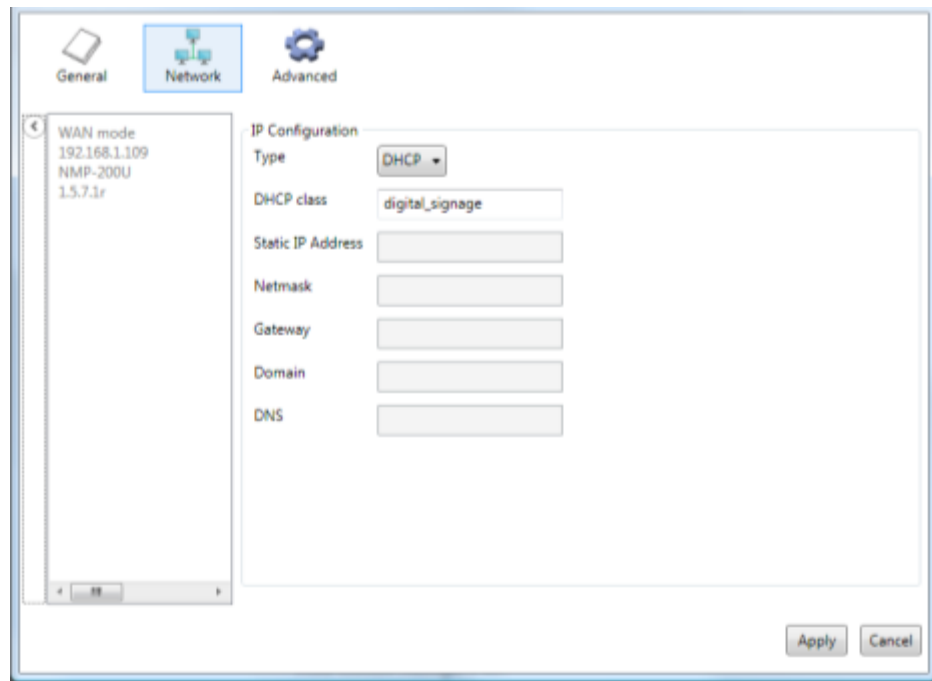 General
Network
Advanced
WAN mode
192.168.1.109
NMP-200U
1.5.7.1r
IP Configuration
Type
DHCP
DHCP class
digital_signage
Static IP Address
Netmask
Gateway
Domain
DNS
Apply
Cancel